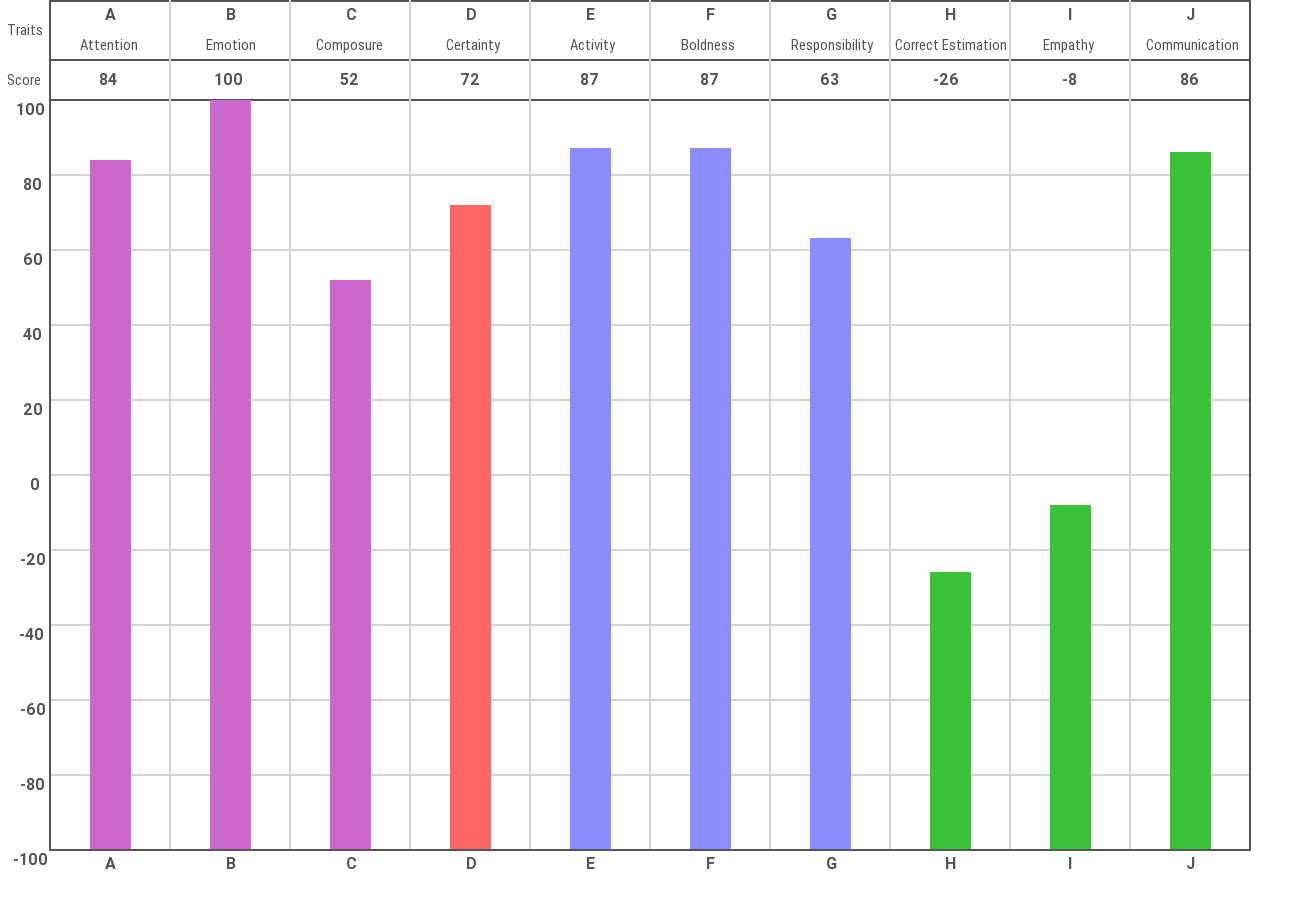 Traits A B C D E F G H I J
Attention Emotion Composure Certainty Activity Boldness Responsibility Correct Estimation Empathy Communication
Score 84 100 52 72 87 87 63 -26 -8 86
100
80
60
40
20
0
-20
-40
-60
-80
-100
A B C D E F G H I J